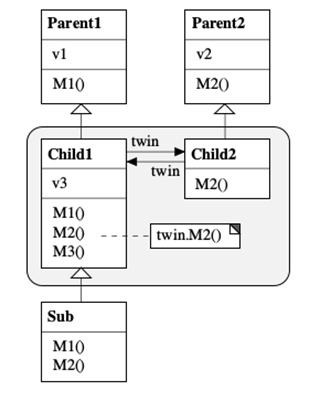 Parent1
v1
M1()
Parent2
v2
M2()
twin
twin
Child1
v3
M1()
M2()
M3()
Child2
M2()
twin.M2()
Sub
M1()
M2()